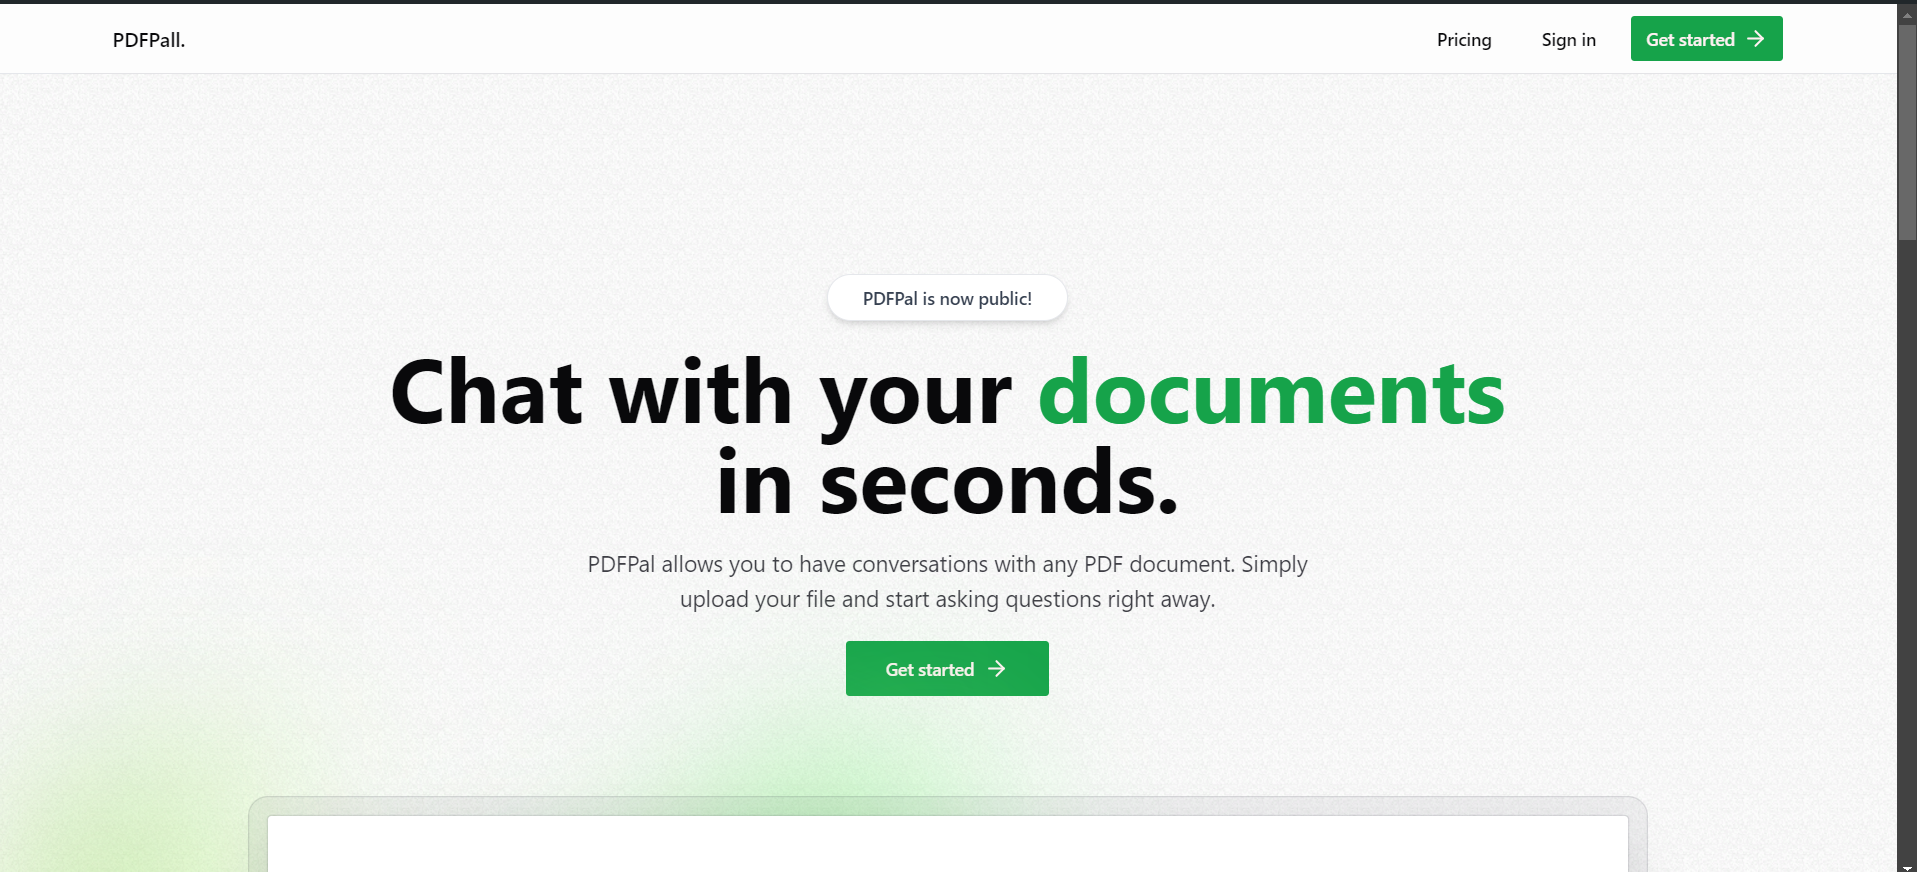 PDFPall.
Pricing
Sign in
Get started
PDFPal is now public!
Chat with your documents
in seconds.
PDFPal allows you to have conversations with any PDF document. Simply
upload your file and start asking questions right away.
Get started